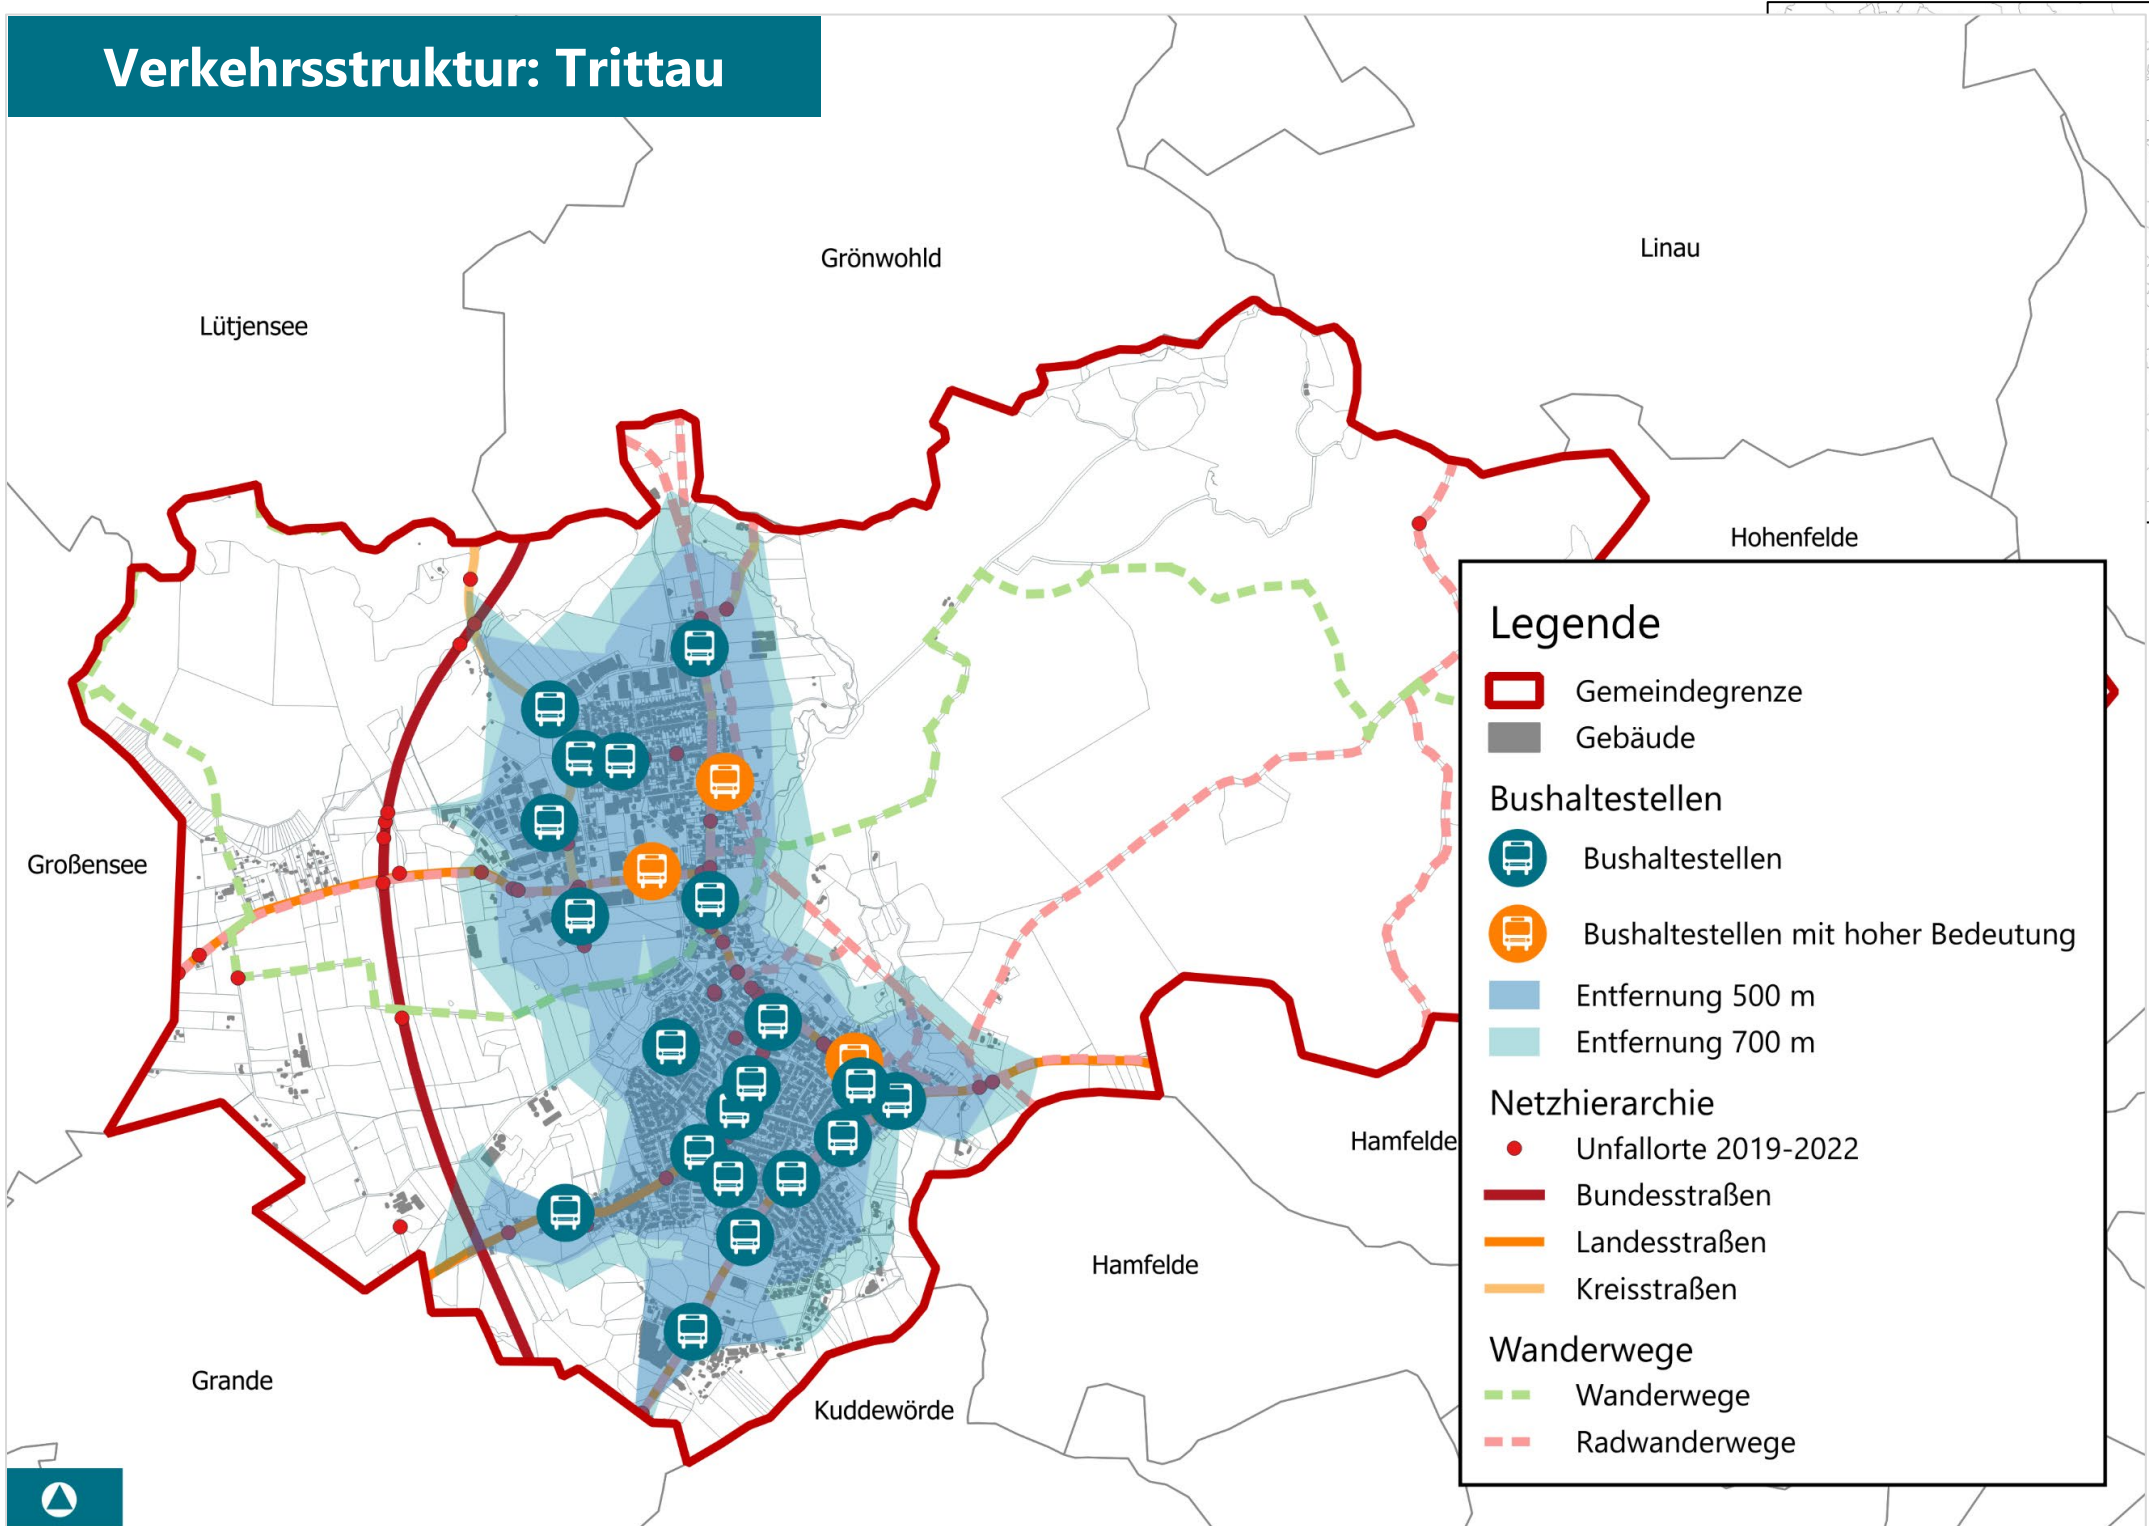 Verkehrsstruktur: Trittau
Grönwohld
Linau
Lütjensee
Hohenfelde
Großensee
Hamfelde
Hamfelde
Grande
Kuddewörde
Legende
Gemeindegrenze
Gebäude
Bushaltestellen
Bushaltestellen
Bushaltestellen mit hoher Bedeutung
Entfernung 500 m
Entfernung 700 m
Netzhierarchie
Unfallorte 2019-2022
Bundesstraßen
Landesstraßen
Kreisstraßen
Wanderwege
Wanderwege
Radwanderwege